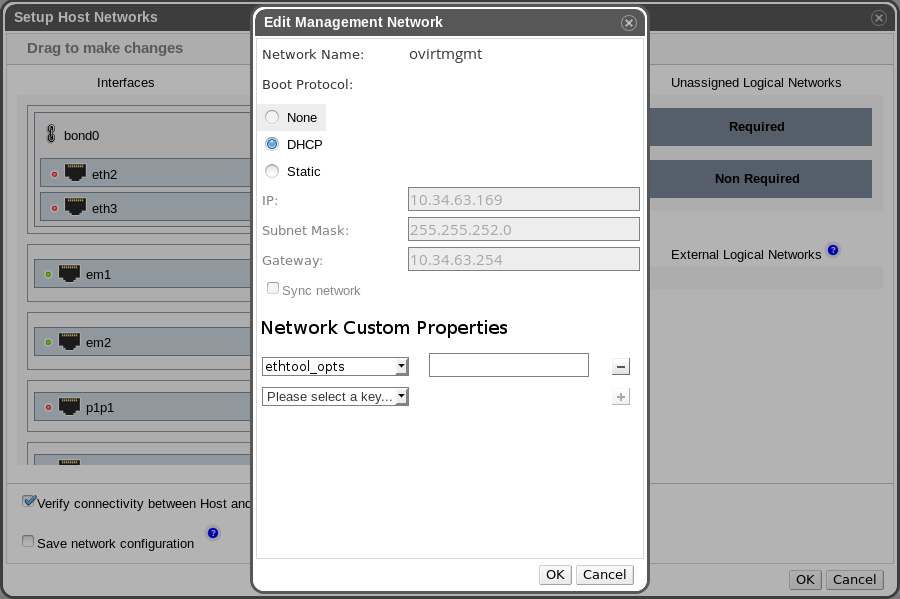 Setup Host Networks
Drag to make changes
Interfaces
bond0
eth2
eth3
em1
em2
p1p1
Verify connectivity between Host and
Save network configuration
?
Edit Management Network
Network Name: ovirtmgmt
Boot Protocol:
None
DHCP
Static
IP: 10.34.63.169
Subnet Mask: 255.255.252.0
Gateway: 10.34.63.254
Sync network
Network Custom Properties
ethtool_opts
Please select a key...
OK Cancel
Unassigned Logical Networks
Required
Non Required
External Logical Networks ?
OK Cancel